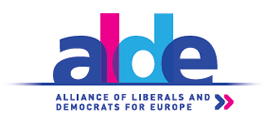 alde
ALLIANCE OF LIBERALS AND
DEMOCRATS FOR EUROPE